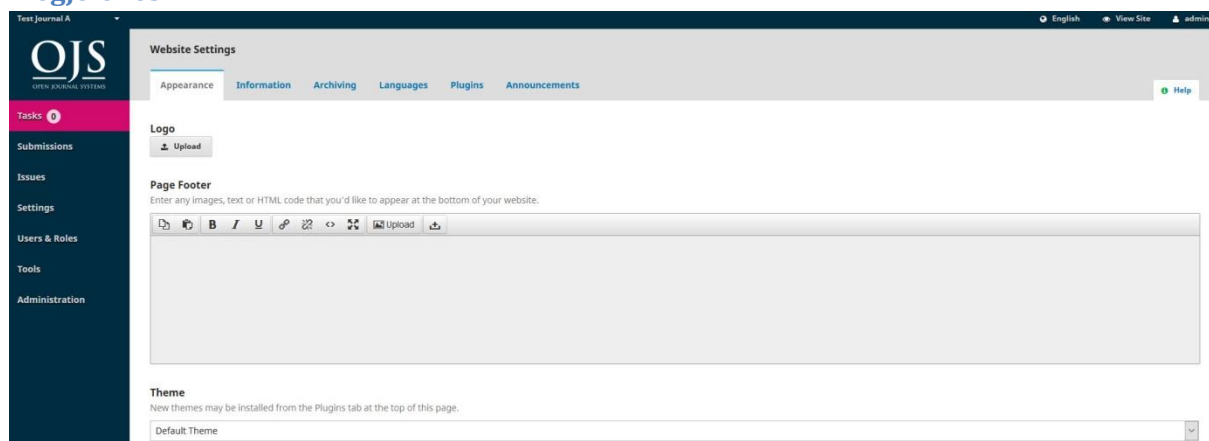 Test Journal A
English
View Site
admin
OJS
OPEN JOURNAL SYSTEMS
Website Settings
Appearance
Information
Archiving
Languages
Plugins
Announcements
Help
Tasks 0
Submissions
Issues
Settings
Users & Roles
Tools
Administration
Logo
Upload
Page Footer
Enter any images, text or HTML code that you'd like to appear at the bottom of your website.
B I U Upload
Theme
New themes may be installed from the Plugins tab at the top of this page.
Default Theme